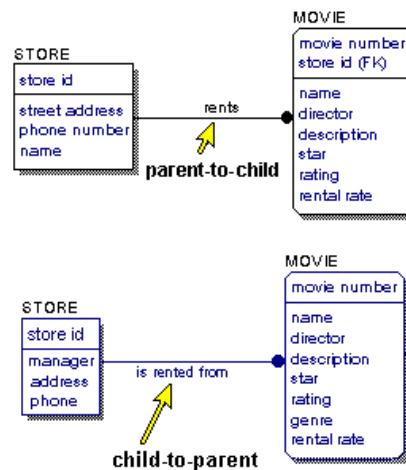 STORE
store id
street address
phone number
name
rents
parent-to-child
MOVIE
movie number
store id (FK)
name
director
description
star
rating
rental rate
STORE
store id
manager
address
phone
is rented from
child-to-parent
MOVIE
movie number
name
director
description
star
rating
genre
rental rate